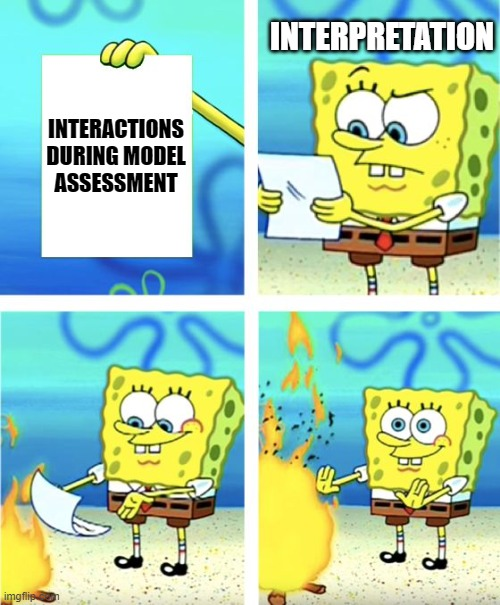 INTERPRETATION
INTERACTIONS
DURING MODEL
ASSESSMENT